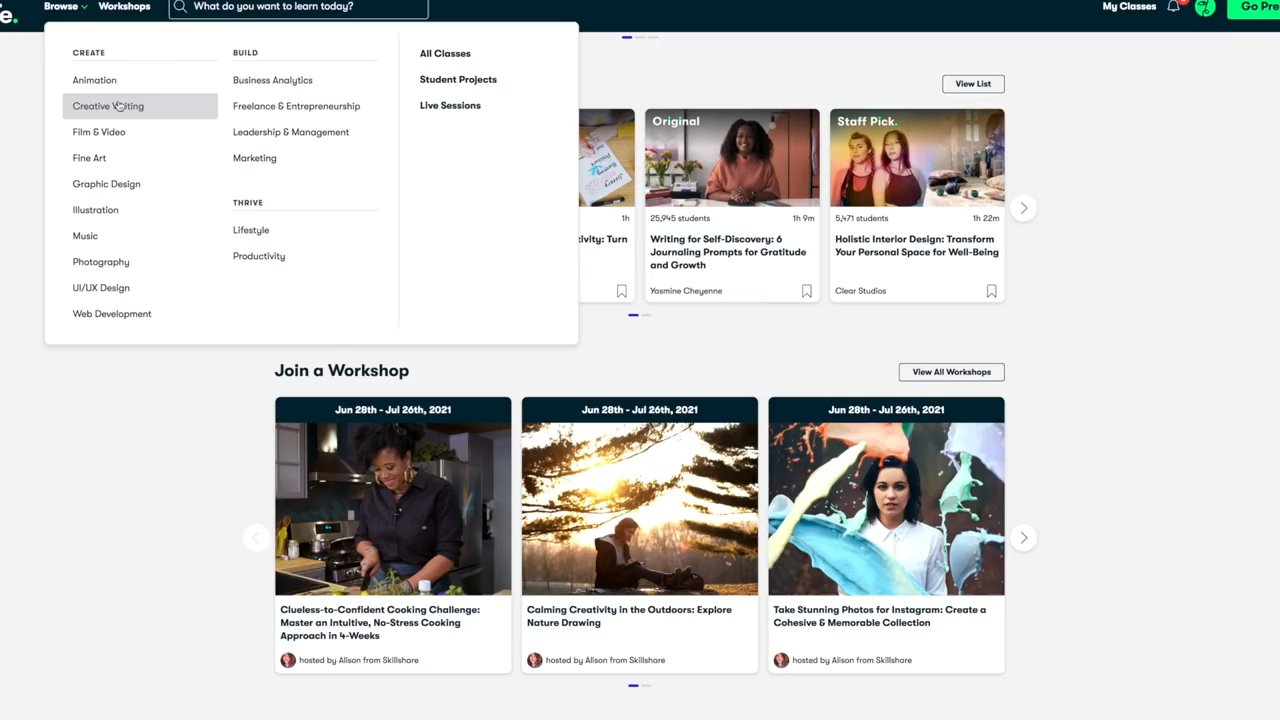 e.
Browse
Workshops
What do you want to learn today?
My Classes
Go Pre
CREATE
Animation
Creative Writing
Film & Video
Fine Art
Graphic Design
Illustration
Music
Photography
UI/UX Design
Web Development
BUILD
Business Analytics
Freelance & Entrepreneurship
Leadership & Management
Marketing
THRIVE
Lifestyle
Productivity
All Classes
Student Projects
Live Sessions
View List
1h
tivity: Turn
Original
25,945 students
1h 9m
Writing for Self-Discovery: 6
Journaling Prompts for Gratitude
and Growth
Yasmine Cheyenne
Staff Pick.
5,471 students
1h 22m
Holistic Interior Design: Transform
Your Personal Space for Well-Being
Clear Studios
Join a Workshop
View All Workshops
Jun 28th - Jul 26th, 2021
Clueless-to-Confident Cooking Challenge:
Master an Intuitive, No-Stress Cooking
Approach in 4-Weeks
hosted by Alison from Skillshare
Jun 28th - Jul 26th, 2021
Calming Creativity in the Outdoors: Explore
Nature Drawing
hosted by Alison from Skillshare
Jun 28th - Jul 26th, 2021
Take Stunning Photos for Instagram: Create a
Cohesive & Memorable Collection
hosted by Alison from Skillshare